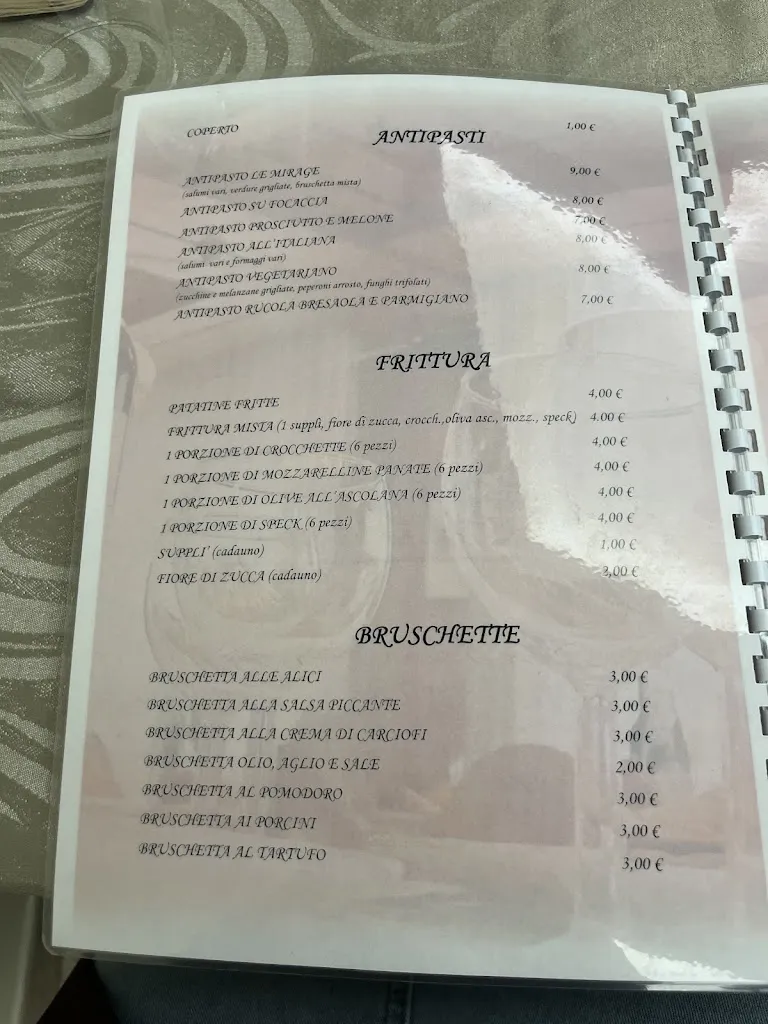 COPERTO 1,00 €
ANTIPASTI
ANTIPASTO LE MIRAGE 9,00 €
(salumi vari, verdure grigliate, bruschetta mista)
ANTIPASTO SU FOCACCIA 8,00 €
ANTIPASTO PROSCIUTTO E MELONE 7,00 €
ANTIPASTO ALL'ITALIANA 8,00 €
(salumi vari e formaggi vari)
ANTIPASTO VEGETARIANO 8,00 €
(zucchine e melanzane grigliate, peperoni arrosto, funghi trifolati)
ANTIPASTO RUCOLA BRESAOLA E PARMIGIANO 7,00 €
FRITTURA
PATATINE FRITTE 4,00 €
FRITTURA MISTA (1 supplì, fiore di zucca, crocch.,oliva asc., mozz., speck) 4.00 €
1 PORZIONE DI CROCCHETTE (6 pezzi) 4,00 €
1 PORZIONE DI MOZZARELLINE PANATE (6 pezzi) 4,00 €
1 PORZIONE DI OLIVE ALL'ASCOLANA (6 pezzi) 4,00 €
1 PORZIONE DI SPECK (6 pezzi) 4,00 €
SUPPLI' (cadauno) 1,00 €
FIORE DI ZUCCA (cadauno) 2,00 €
BRUSCHETTE
BRUSCHETTA ALLE ALICI 3,00 €
BRUSCHETTA ALLA SALSA PICCANTE 3,00 €
BRUSCHETTA ALLA CREMA DI CARCIOFI 3,00 €
BRUSCHETTA OLIO, AGLIO E SALE 2,00 €
BRUSCHETTA AL POMODORO 3,00 €
BRUSCHETTA AI PORCINI 3,00 €
BRUSCHETTA AL TARTUFO 3,00 €